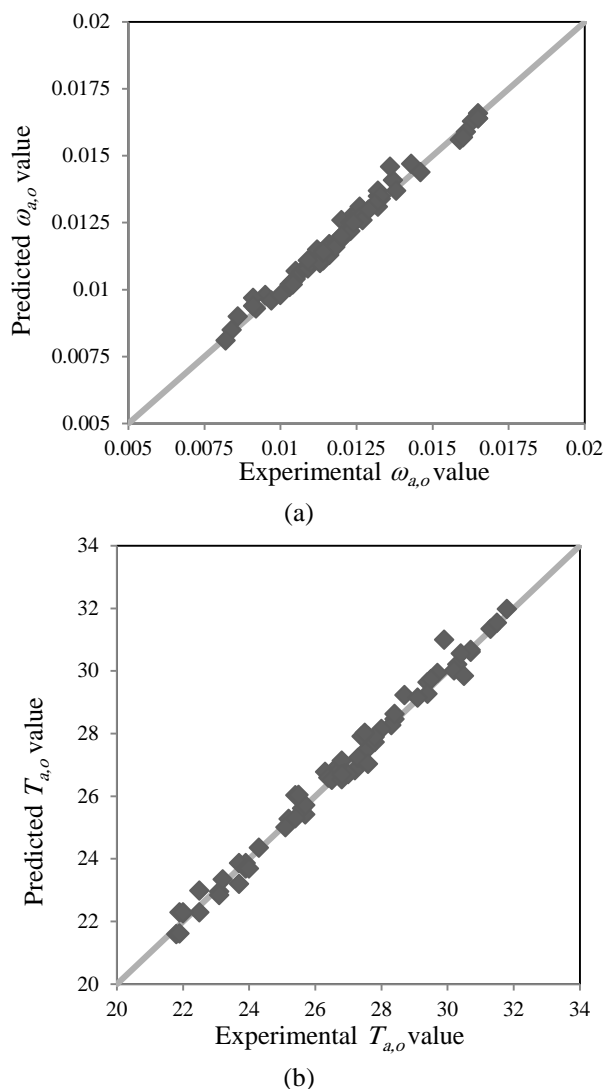 0.02
0.0175
0.015
0.0125
0.01
0.0075
0.005
Predicted ωa,o value
0.005 0.0075 0.01 0.0125 0.015 0.0175 0.02
Experimental ωa,o value
(a)
34
32
30
28
26
24
22
20
Predicted Ta,o value
20 22 24 26 28 30 32 34
Experimental Ta,o value
(b)